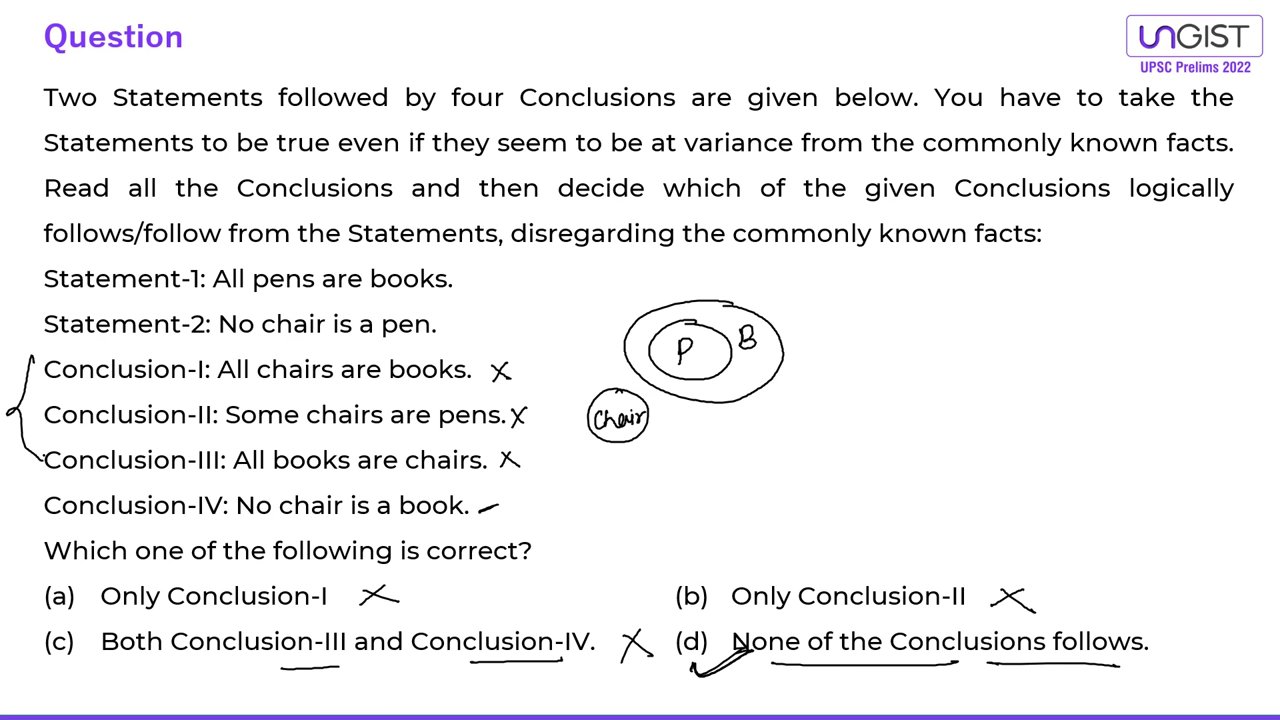 Question
UNGIST
UPSC Prelims 2022
Two Statements followed by four Conclusions are given below. You have to take the
Statements to be true even if they seem to be at variance from the commonly known facts.
Read all the Conclusions and then decide which of the given Conclusions logically
follows/follow from the Statements, disregarding the commonly known facts:
Statement-1: All pens are books.
Statement-2: No chair is a pen.
P B
Conclusion-I: All chairs are books.
Conclusion-II: Some chairs are pens.
Chair
Conclusion-III: All books are chairs.
Conclusion-IV: No chair is a book.
Which one of the following is correct?
(a) Only Conclusion-I
(b) Only Conclusion-II
(c) Both Conclusion-III and Conclusion-IV.
(d) None of the Conclusions follows.